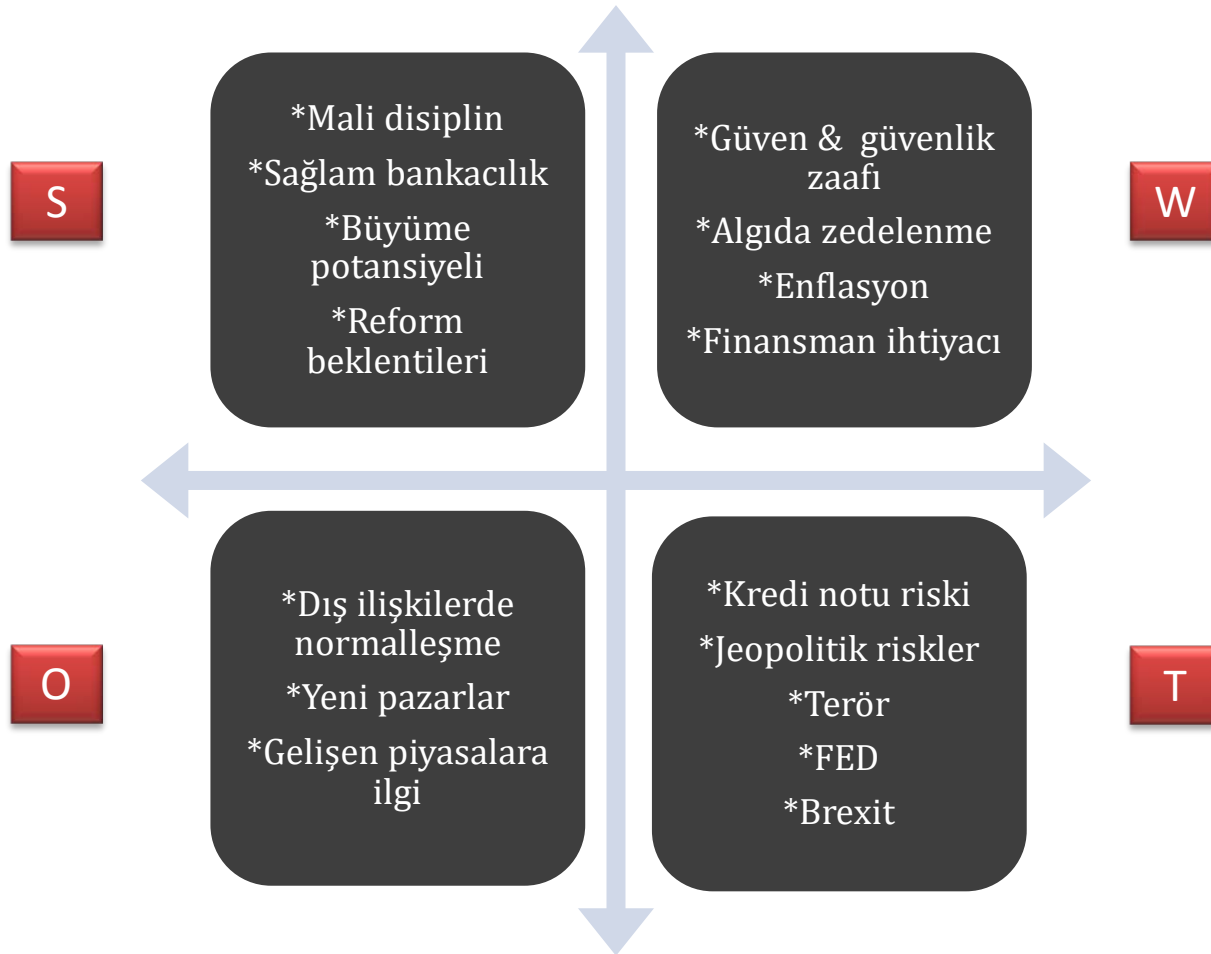 S
*Mali disiplin
*Sağlam bankacılık
*Büyüme
potansiyeli
*Reform
beklentileri
*Güven &  güvenlik
zaafı
*Algıda zedelenme
*Enflasyon
*Finansman ihtiyacı
W
O
*Dış ilişkilerde
normalleşme
*Yeni pazarlar
*Gelişen piyasalara
ilgi
*Kredi notu riski
*Jeopolitik riskler
*Terör
*FED
*Brexit
T